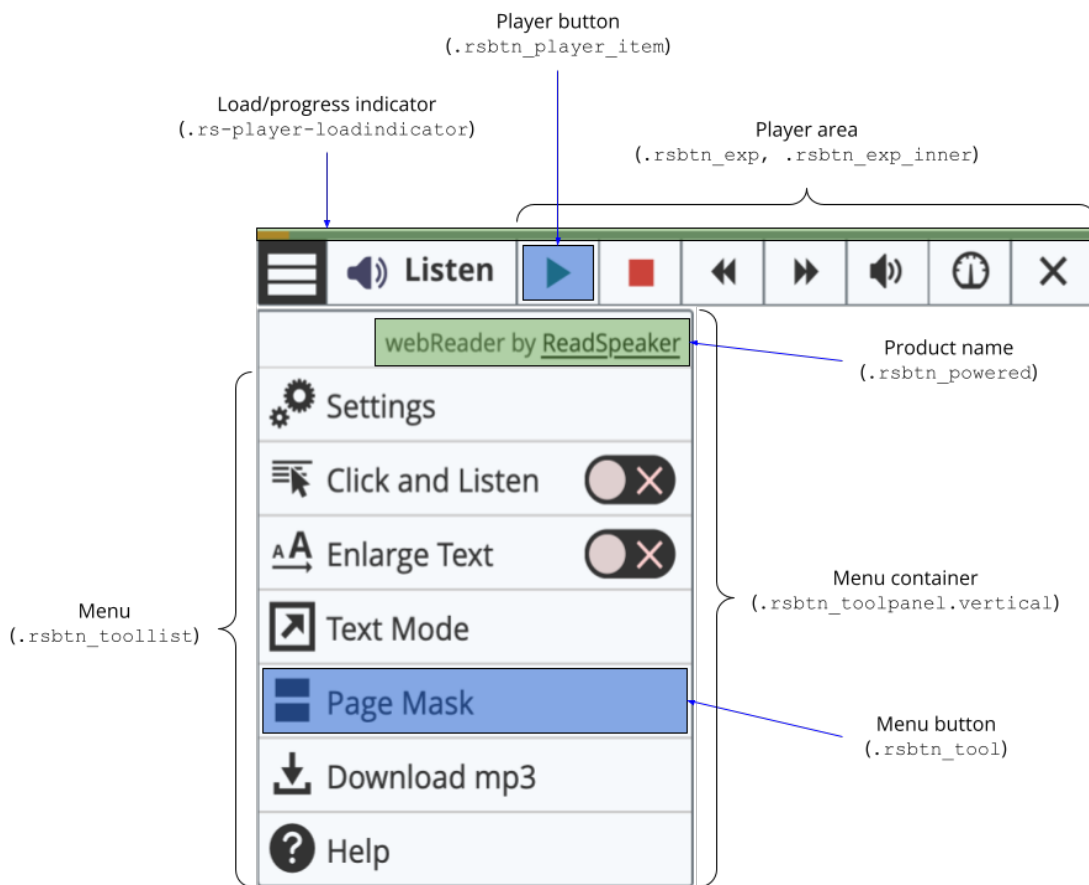 Player button
(.rsbtn_player_item)
Load/progress indicator
(.rs-player-loadindicator)
Player area
(.rsbtn_exp, .rsbtn_exp_inner)
Listen
webReader by ReadSpeaker
Product name
(.rsbtn_powered)
Settings
Click and Listen
A A Enlarge Text
Menu container
(.rsbtn_toolpanel.vertical)
Menu
(.rsbtn_toollist)
Text Mode
Page Mask
Menu button
(.rsbtn_tool)
Download mp3
? Help